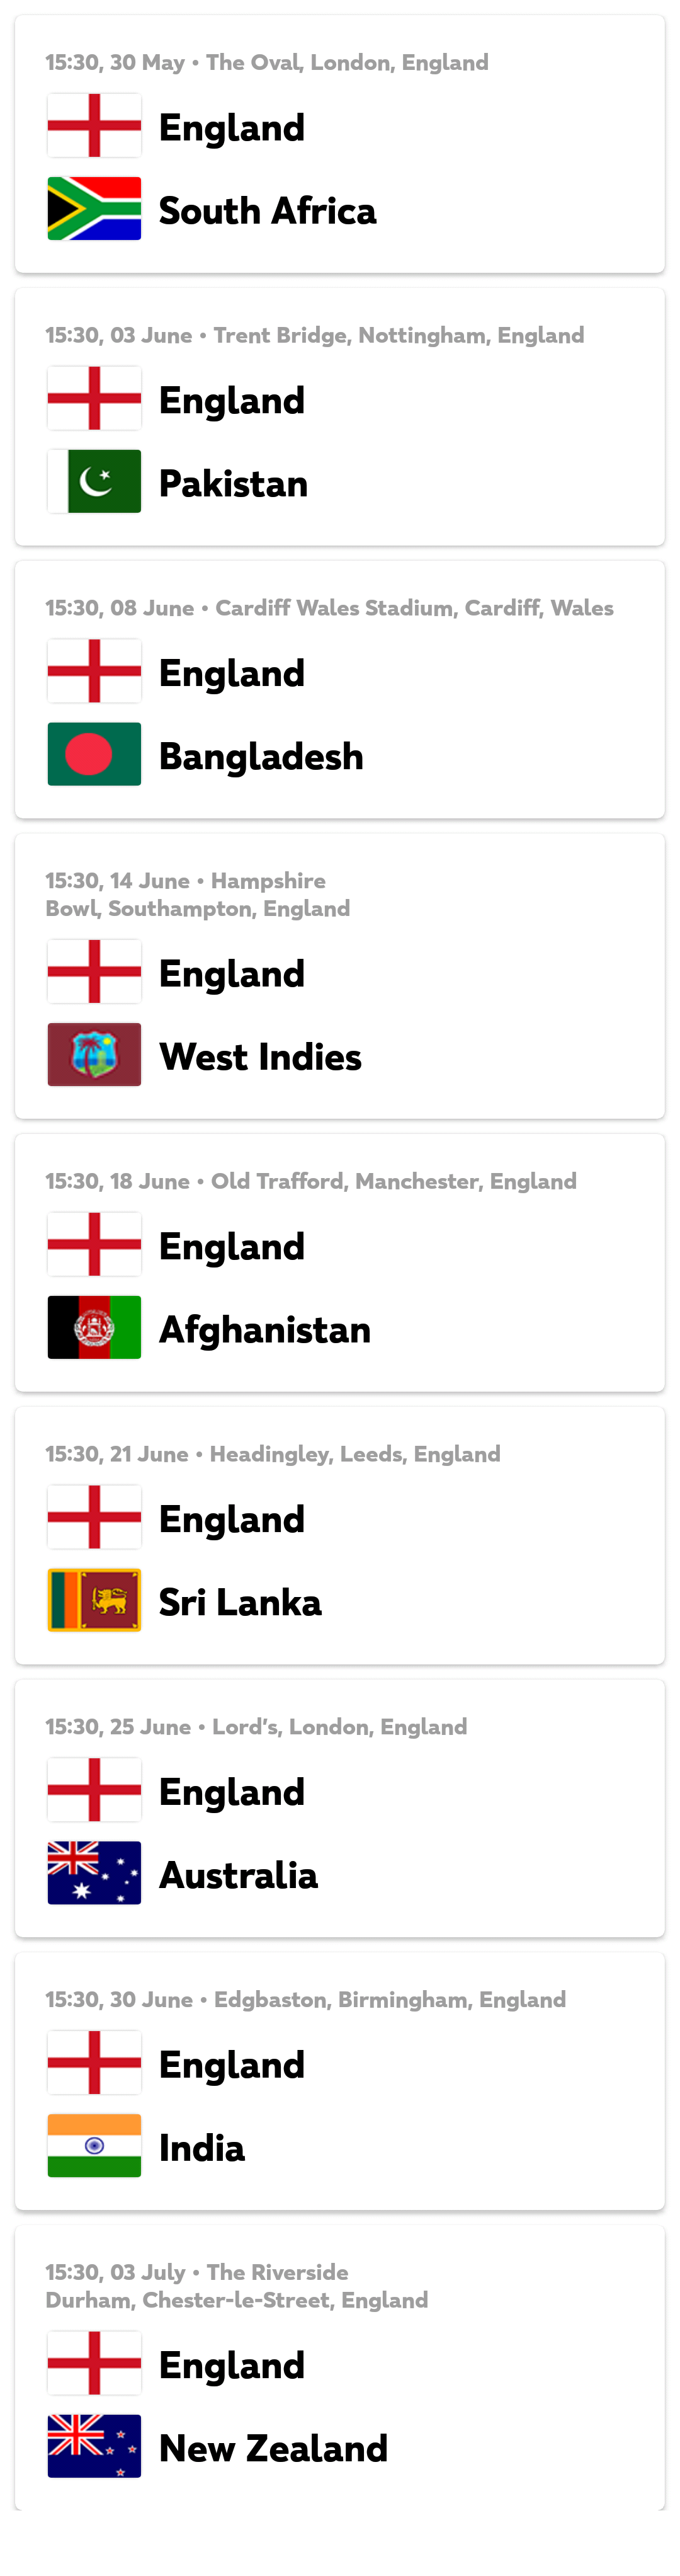 15:30, 30 May • The Oval, London, England
England
South Africa
15:30, 03 June • Trent Bridge, Nottingham, England
England
Pakistan
15:30, 08 June • Cardiff Wales Stadium, Cardiff, Wales
England
Bangladesh
15:30, 14 June • Hampshire
Bowl, Southampton, England
England
West Indies
15:30, 18 June • Old Trafford, Manchester, England
England
Afghanistan
15:30, 21 June • Headingley, Leeds, England
England
Sri Lanka
15:30, 25 June • Lord's, London, England
England
Australia
15:30, 30 June • Edgbaston, Birmingham, England
England
India
15:30, 03 July • The Riverside
Durham, Chester-le-Street, England
England
New Zealand